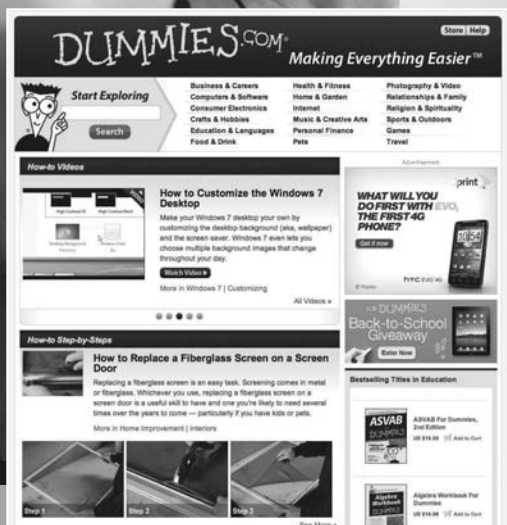 DUMMIES.COM®
Making Everything Easier™
Store | Help
Start Exploring
Search
Business & Careers
Computers & Software
Consumer Electronics
Crafts & Hobbies
Education & Languages
Food & Drink
Health & Fitness
Home & Garden
Internet
Music & Creative Arts
Personal Finance
Pets
Photography & Video
Relationships & Family
Religion & Spirituality
Sports & Outdoors
Games
Travel
How-to Videos
How to Customize the Windows 7
Desktop
Make your Windows 7 desktop your own by
customizing the desktop background (aka, wallpaper)
and the screen saver. Windows 7 even lets you
choose multiple background images that change
throughout your day.
Watch Video
More in Windows 7 | Customizing
All Videos »
Advertisement
print
WHAT WILL YOU
DO FIRST WITH EVO,
THE FIRST 4G
PHONE?
Get it now
10:54
htc EVO 4G
FOR DUMMIES
Back-to-School
Giveaway
Enter Now
How-to Step-by-Steps
How to Replace a Fiberglass Screen on a Screen
Door
Replacing a fiberglass screen is an easy task. Screening comes in metal
or fiberglass. Whichever you use, replacing a fiberglass screen on a
screen door is a useful skill to have and one you're likely to need several
times over the years to come — particularly if you have kids or pets.
More in Home Improvement | Interiors
Step 1
Step 2
Step 3
See More »
Bestselling Titles in Education
ASVAB
DUMMIES
ASVAB For Dummies,
2nd Edition
Add to Cart
Algebra
Workbook
DUMMIES
Algebra Workbook For
Dummies
Add to Cart